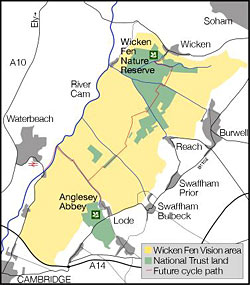 Soham
Ely→
Wicken
Fen
Nature
Reserve
Wicken
A10
River
Cam
Waterbeach
Burwell
Reach
Swaffham
Prior
Anglesey
Abbey
Swaffham
Bulbeck
Lode
A14
CAMBRIDGE
Wicken Fen Vision area
National Trust land
Future cycle path